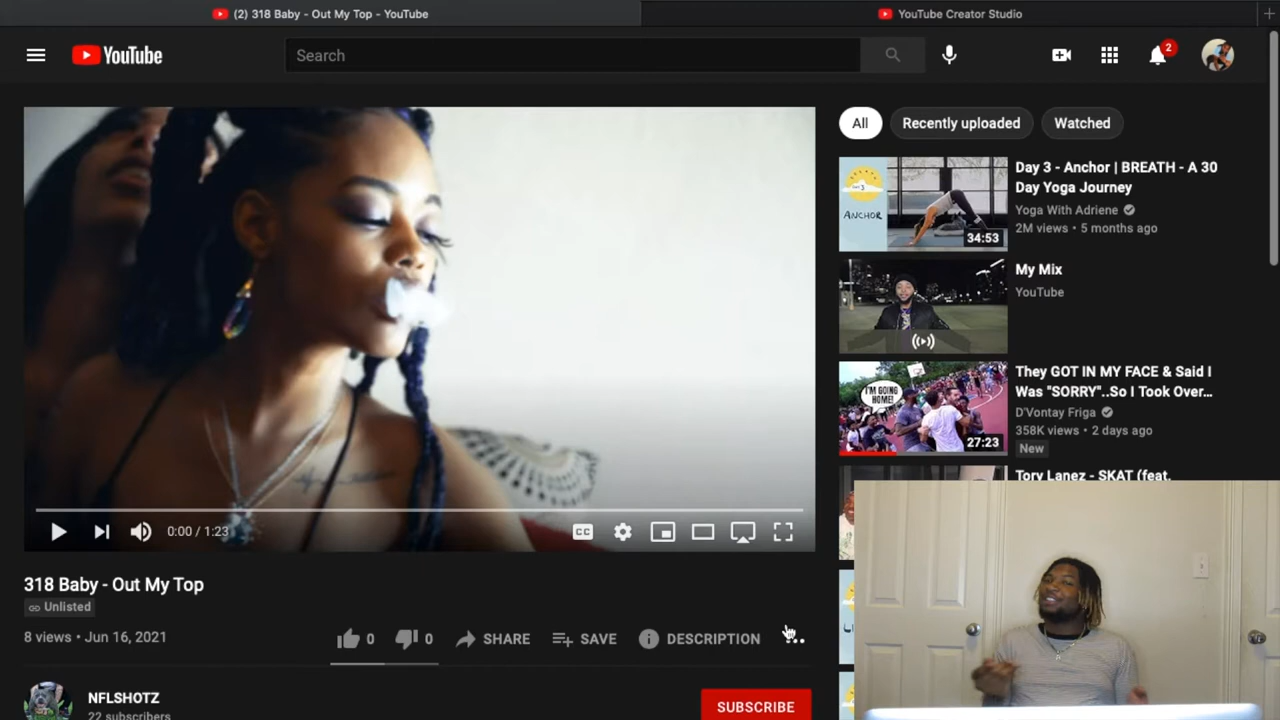 (2) 318 Baby - Out My Top - YouTube
YouTube Creator Studio
YouTube
Search
2
All
Recently uploaded
Watched
ANCHOR
34:53
Day 3 - Anchor | BREATH - A 30
Day Yoga Journey
Yoga With Adriene
2M views • 5 months ago
My Mix
YouTube
I'M GOING
HOME!
27:23
They GOT IN MY FACE & Said I
Was "SORRY"..So I Took Over...
D'Vontay Friga
358K views • 2 days ago
New
Tory Lanez - SKAT (feat.
0:00 / 1:23
CC
318 Baby - Out My Top
Unlisted
8 views • Jun 16, 2021
0
0
SHARE
SAVE
DESCRIPTION
NFLSHOTZ
22 subscribers
SUBSCRIBE